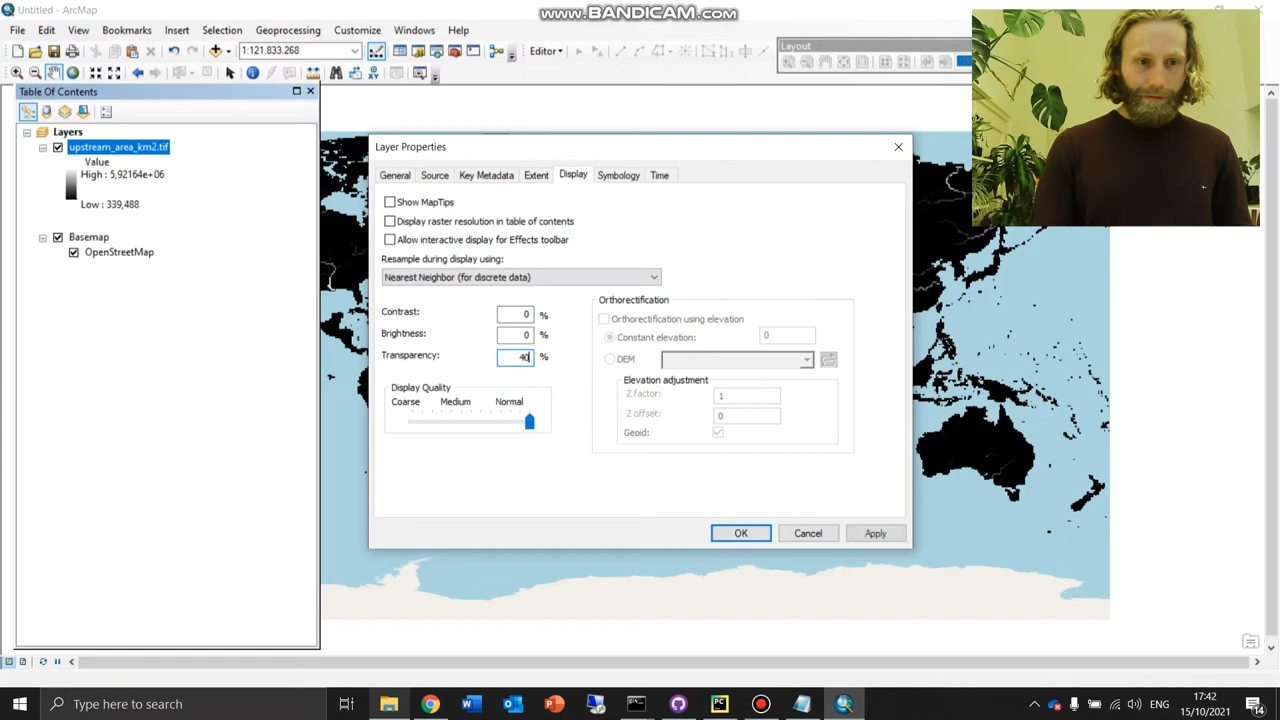 Untitled - ArcMap
www.BANDICAM.com
File Edit View Bookmarks Insert Selection Geoprocessing Customize Windows Help
1:121.833.268
Editor
Layout
Table Of Contents
Layers
upstream_area_km2.tif
Value
High : 5,92164e+06
Low : 339,488
Basemap
OpenStreetMap
Layer Properties
General Source Key Metadata Extent Display Symbology Time
Show MapTips
Display raster resolution in table of contents
Allow interactive display for Effects toolbar
Resample during display using:
Nearest Neighbor (for discrete data)
Contrast: 0 %
Brightness: 0 %
Transparency: 40 %
Display Quality
Coarse Medium Normal
Orthorectification
Orthorectification using elevation
Constant elevation: 0
DEM
Elevation adjustment
Z factor: 1
Z offset: 0
Geoid:
OK Cancel Apply
Type here to search
ENG
17:42
15/10/2021
14